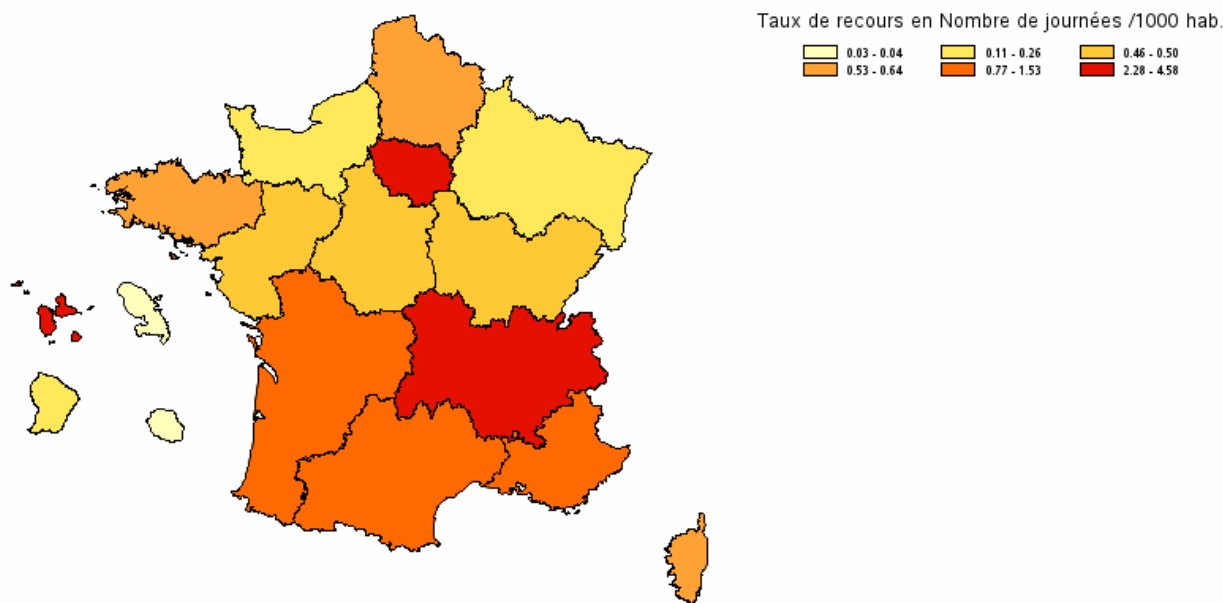 Taux de recours en Nombre de journées /1000 hab.
0.03 - 0.04 0.11 - 0.26 0.46 - 0.50
0.53 - 0.64 0.77 - 1.53 2.28 - 4.58